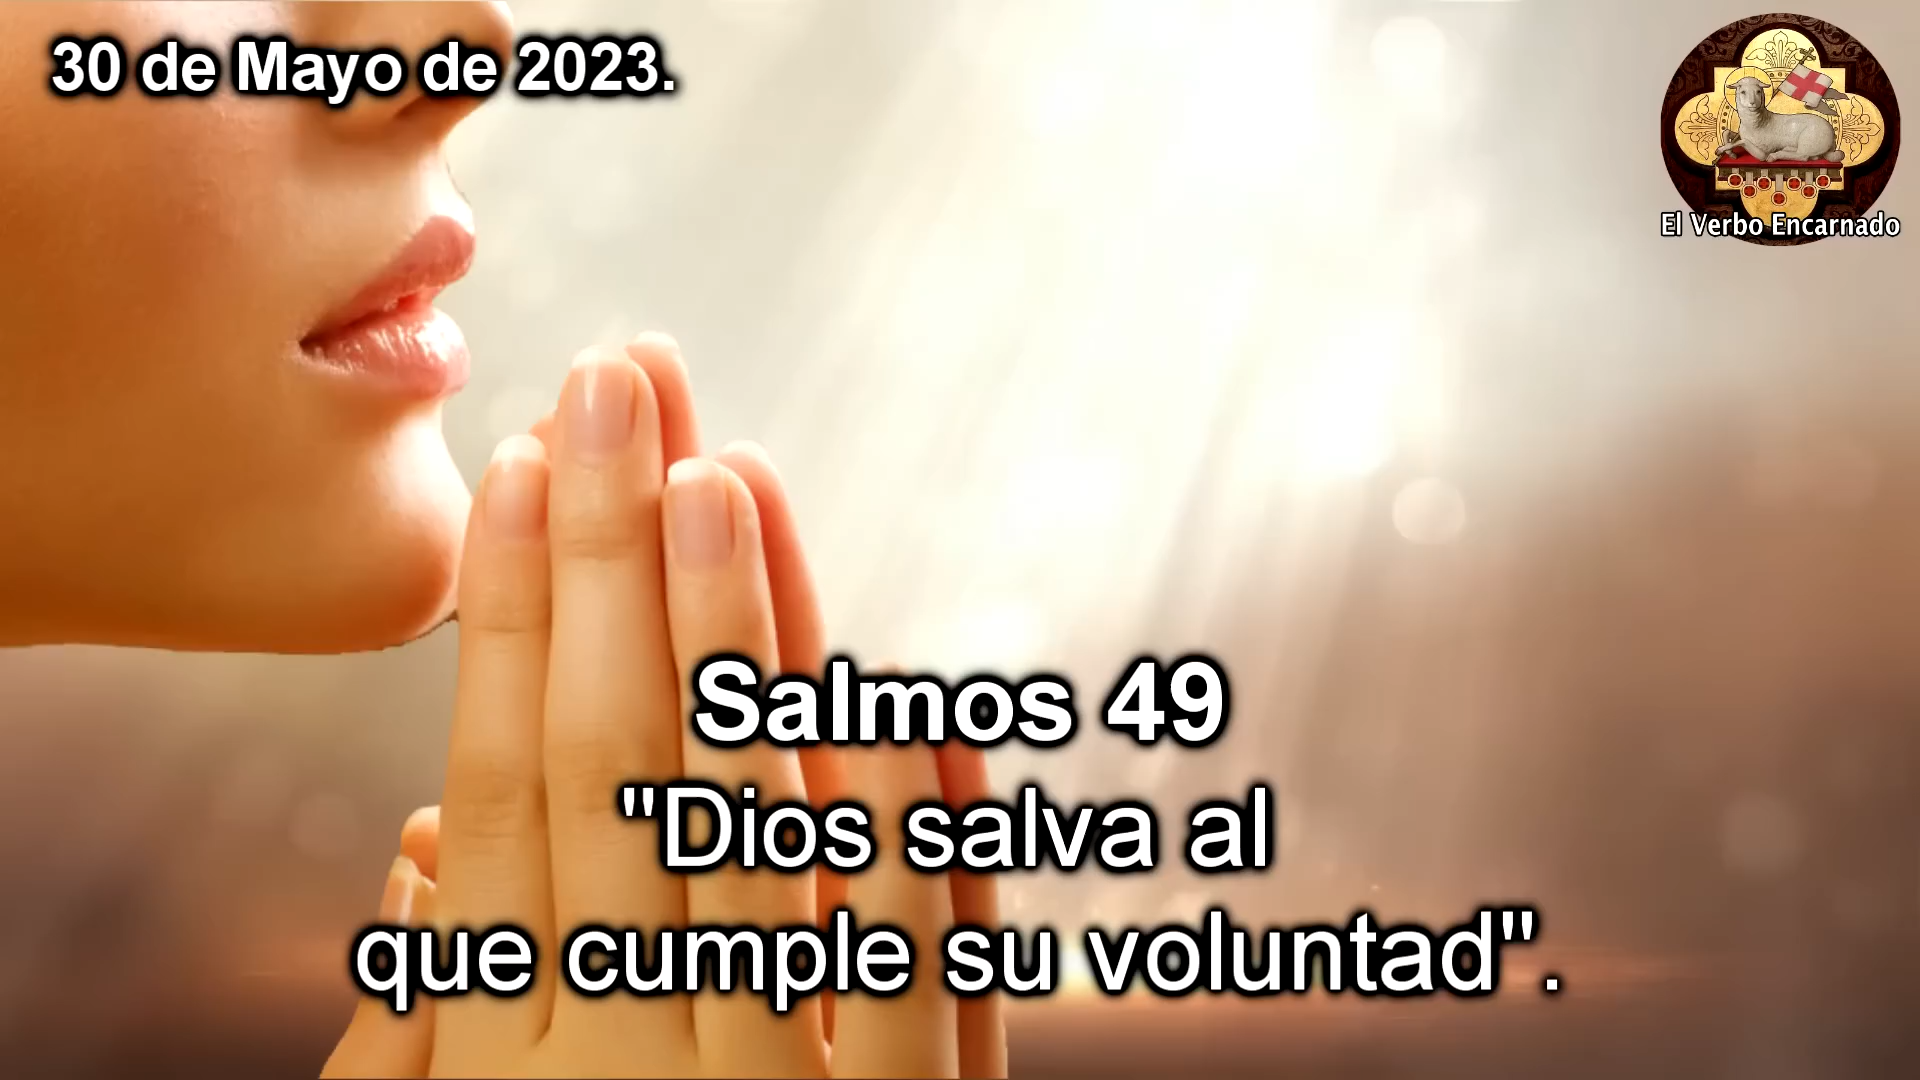 30 de Mayo de 2023.
El Verbo Encarnado
Salmos 49
"Dios salva al
que cumple su voluntad".